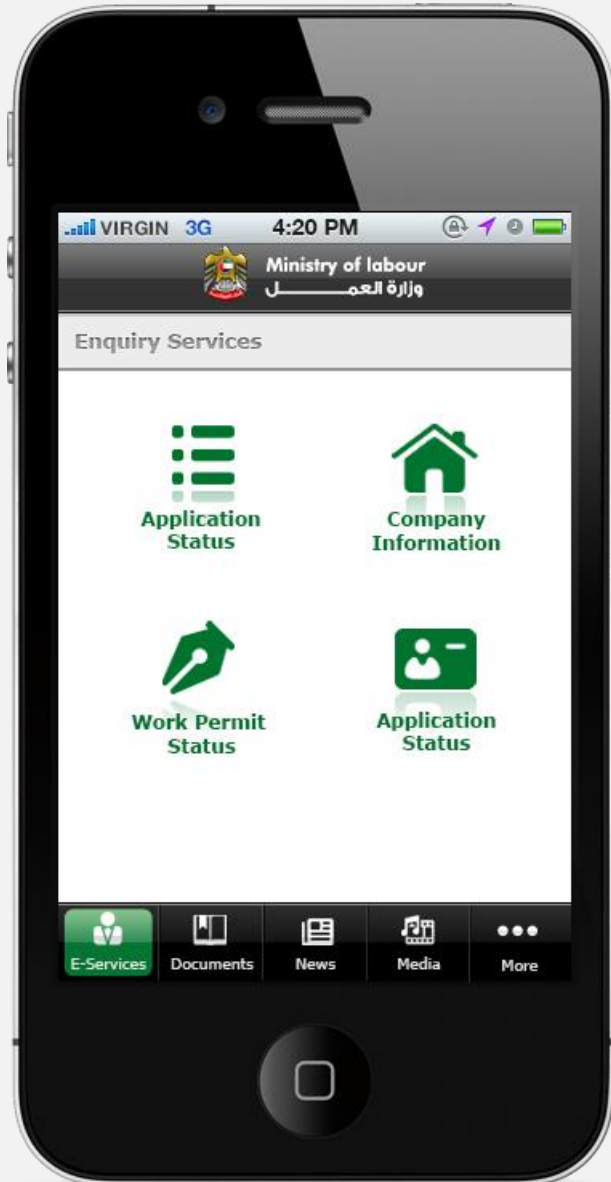 VIRGIN 3G 4:20 PM
Ministry of labour
وزارة العمـــــــل
Enquiry Services
Application
Status
Company
Information
Work Permit
Status
Application
Status
E-Services
Documents
News
Media
More